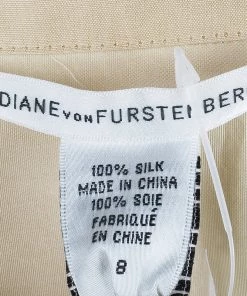 DIANE VON FURSTENBER
100% SILK
MADE IN CHINA
100% SOIE
FABRIQUÉ
EN CHINE
8